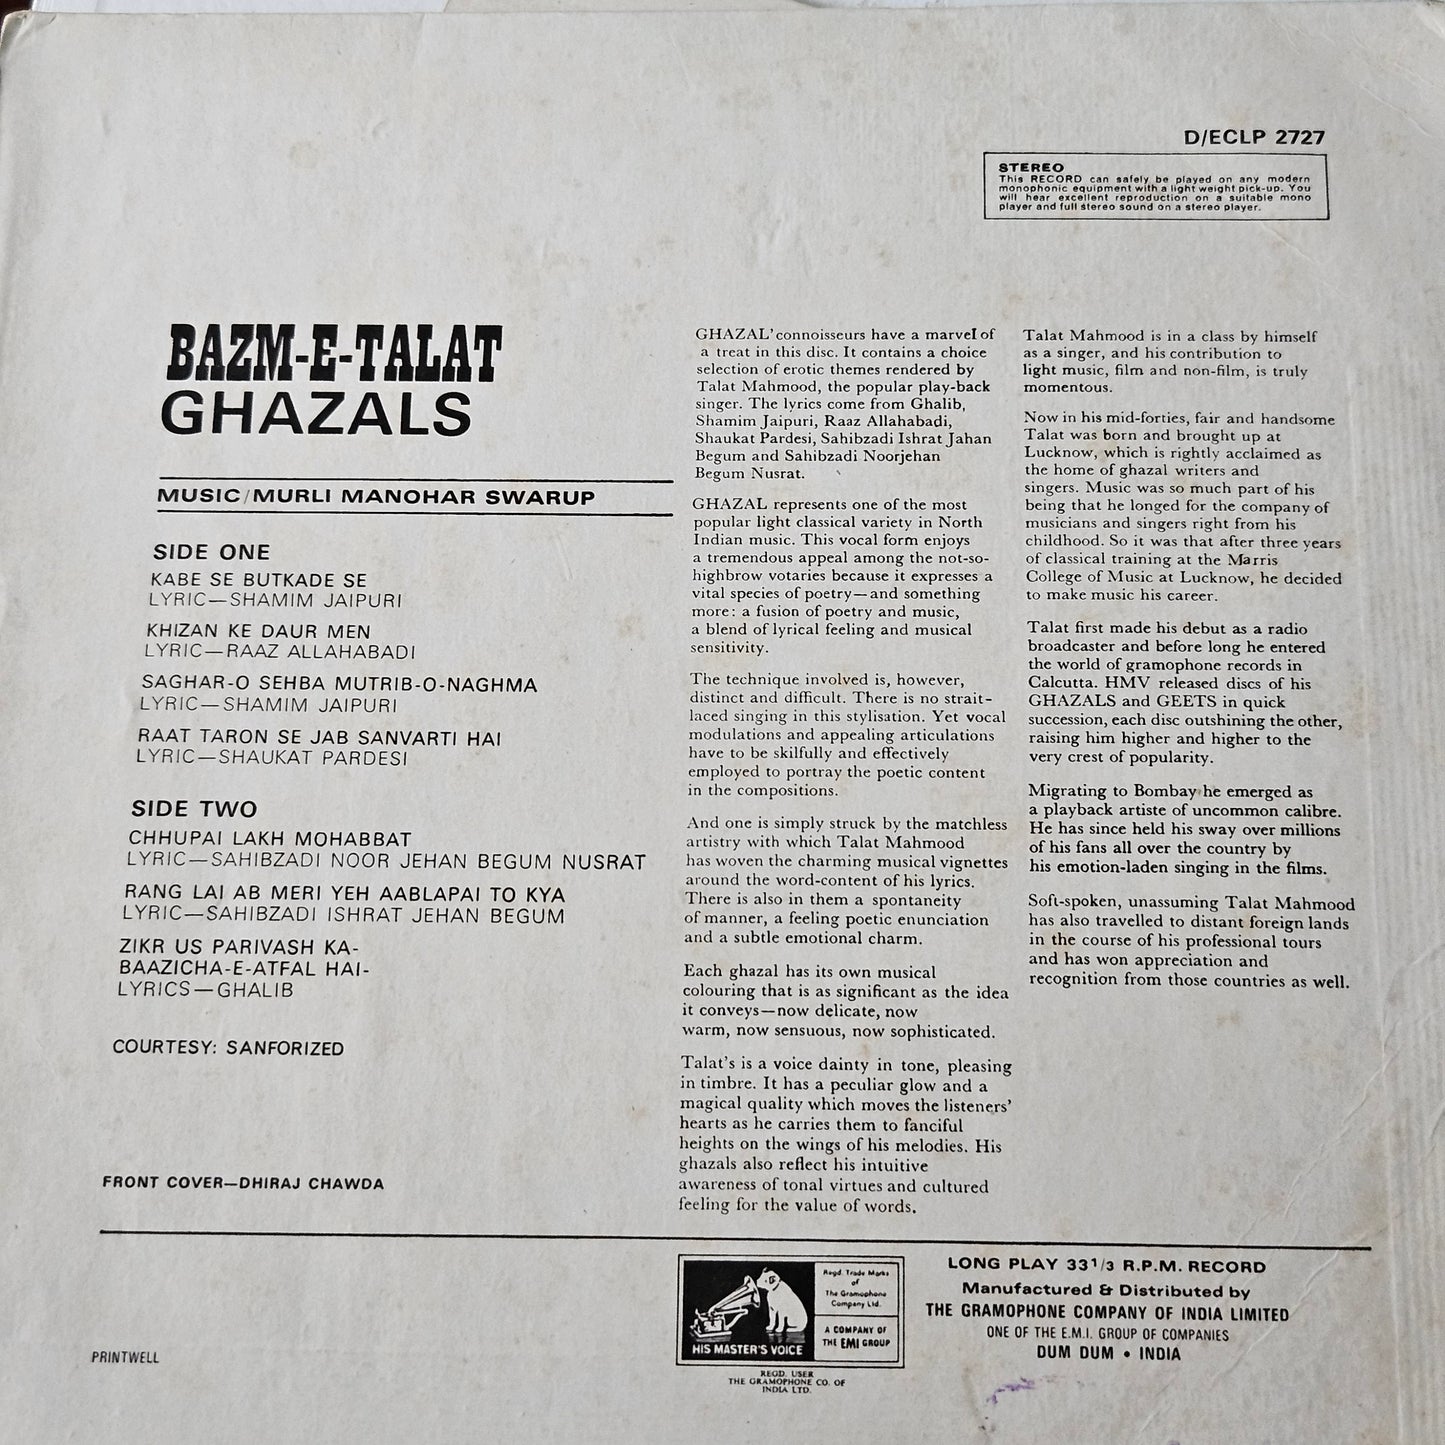 D/ECLP 2727
STEREO
This RECORD can safely be played on any modern
monophonic equipment with a light weight pick-up. You
will hear excellent reproduction on a suitable mono
player and full stereo sound on a stereo player.
BAZM-E-TALAT
GHAZALS
MUSIC/MURLI MANOHAR SWARUP
SIDE ONE
KABE SE BUTKADE SE
LYRIC—SHAMIM JAIPURI
KHIZAN KE DAUR MEN
LYRIC—RAAZ ALLAHABADI
SAGHAR-O SEHBA MUTRIB-O-NAGHMA
LYRIC—SHAMIM JAIPURI
RAAT TARON SE JAB SANVARTI HAI
LYRIC—SHAUKAT PARDESI
SIDE TWO
CHHUPAI LAKH MOHABBAT
LYRIC—SAHIBZADI NOOR JEHAN BEGUM NUSRAT
RANG LAI AB MERI YEH AABLAPAI TO KYA
LYRIC—SAHIBZADI ISHRAT JEHAN BEGUM
ZIKR US PARIVASH KA-
BAAZICHA-E-ATFAL HAI-
LYRICS—GHALIB
COURTESY: SANFORIZED
FRONT COVER—DHIRAJ CHAWDA
GHAZAL' connoisseurs have a marvel of
a treat in this disc. It contains a choice
selection of erotic themes rendered by
Talat Mahmood, the popular play-back
singer. The lyrics come from Ghalib,
Shamim Jaipuri, Raaz Allahabadi,
Shaukat Pardesi, Sahibzadi Ishrat Jahan
Begum and Sahibzadi Noorjehan
Begum Nusrat.
GHAZAL represents one of the most
popular light classical variety in North
Indian music. This vocal form enjoys
a tremendous appeal among the not-so-
highbrow votaries because it expresses a
vital species of poetry—and something
more: a fusion of poetry and music,
a blend of lyrical feeling and musical
sensitivity.
The technique involved is, however,
distinct and difficult. There is no strait-
laced singing in this stylisation. Yet vocal
modulations and appealing articulations
have to be skilfully and effectively
employed to portray the poetic content
in the compositions.
And one is simply struck by the matchless
artistry with which Talat Mahmood
has woven the charming musical vignettes
around the word-content of his lyrics.
There is also in them a spontaneity
of manner, a feeling poetic enunciation
and a subtle emotional charm.
Each ghazal has its own musical
colouring that is as significant as the idea
it conveys—now delicate, now
warm, now sensuous, now sophisticated.
Talat's is a voice dainty in tone, pleasing
in timbre. It has a peculiar glow and a
magical quality which moves the listeners'
hearts as he carries them to fanciful
heights on the wings of his melodies. His
ghazals also reflect his intuitive
awareness of tonal virtues and cultured
feeling for the value of words.
Talat Mahmood is in a class by himself
as a singer, and his contribution to
light music, film and non-film, is truly
momentous.
Now in his mid-forties, fair and handsome
Talat was born and brought up at
Lucknow, which is rightly acclaimed as
the home of ghazal writers and
singers. Music was so much part of his
being that he longed for the company of
musicians and singers right from his
childhood. So it was that after three years
of classical training at the Marris
College of Music at Lucknow, he decided
to make music his career.
Talat first made his debut as a radio
broadcaster and before long he entered
the world of gramophone records in
Calcutta. HMV released discs of his
GHAZALS and GEETS in quick
succession, each disc outshining the other,
raising him higher and higher to the
very crest of popularity.
Migrating to Bombay he emerged as
a playback artiste of uncommon calibre.
He has since held his sway over millions
of his fans all over the country by
his emotion-laden singing in the films.
Soft-spoken, unassuming Talat Mahmood
has also travelled to distant foreign lands
in the course of his professional tours
and has won appreciation and
recognition from those countries as well.
PRINTWELL
HIS MASTER'S VOICE
Regd. Trade Marks
of
The Gramophone
Company Ltd.
A COMPANY OF
THE EMI GROUP
REGD. USER
THE GRAMOPHONE CO. OF
INDIA LTD.
LONG PLAY 33 1/3 R.P.M. RECORD
Manufactured & Distributed by
THE GRAMOPHONE COMPANY OF INDIA LIMITED
ONE OF THE E.M.I. GROUP OF COMPANIES
DUM DUM • INDIA